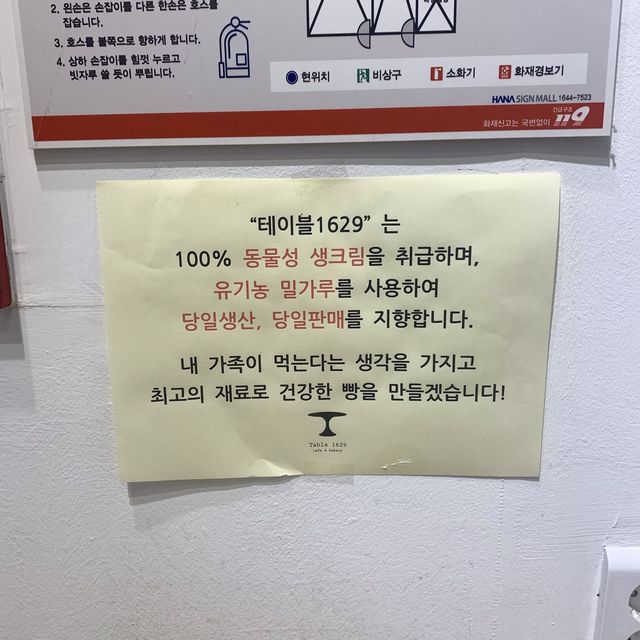 2. 왼손은 손잡이를 다른 한손은 호스를
잡습니다.
3. 호스를 불쪽으로 향하게 합니다.
4. 상하 손잡이를 힘껏 누르고
빗자루 쓸 듯이 뿌립니다.
현위치 비상구 소화기 화재경보기
HANA SIGN MALL 1644-7523
긴급구조
화재신고는 국번없이 119
“테이블1629” 는
100% 동물성 생크림을 취급하며,
유기농 밀가루를 사용하여
당일생산, 당일판매를 지향합니다.
내 가족이 먹는다는 생각을 가지고
최고의 재료로 건강한 빵을 만들겠습니다!
Table 1629
cafe & bakery